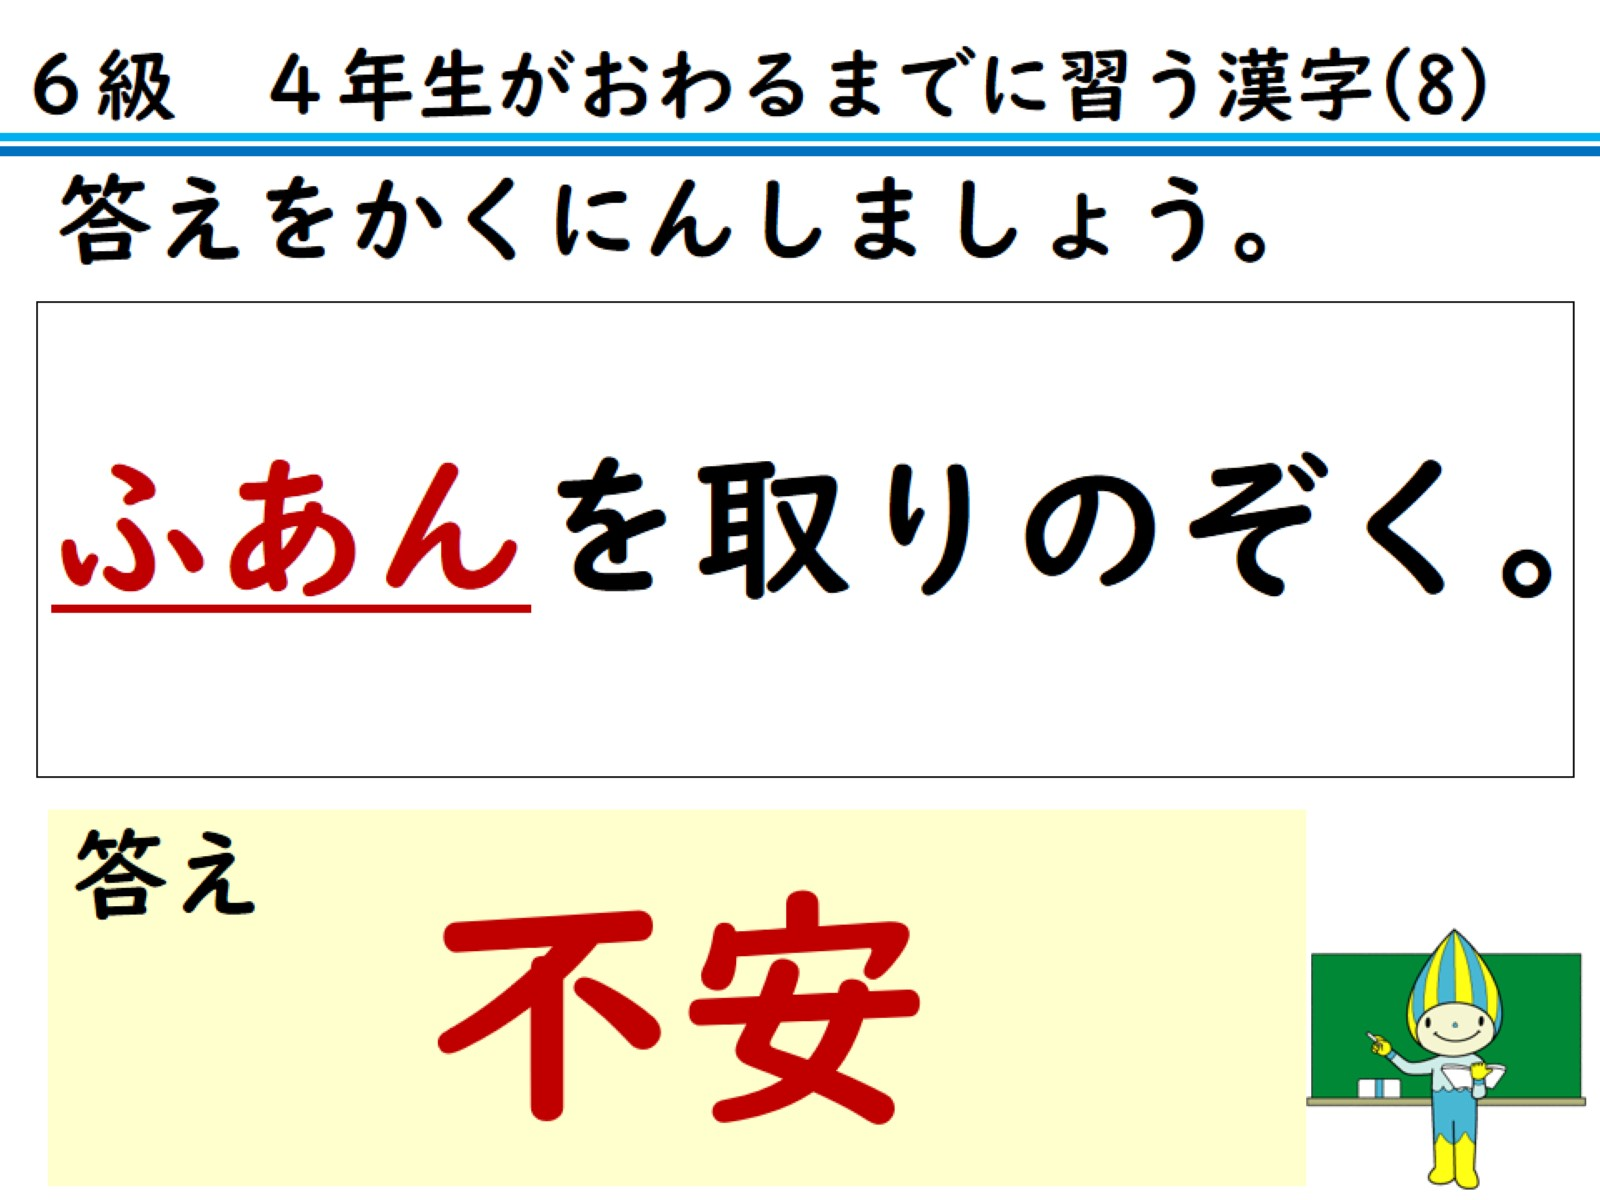 ６級　４年生がおわるまでに習う漢字(8)
答えをかくにんしましょう。
ふあんを取りのぞく。
答え
不安